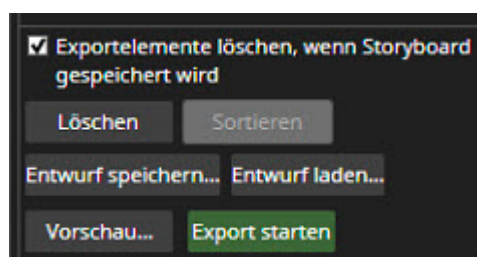 Exportelemente löschen, wenn Storyboard
gespeichert wird
Löschen Sortieren
Entwurf speichern... Entwurf laden...
Vorschau... Export starten